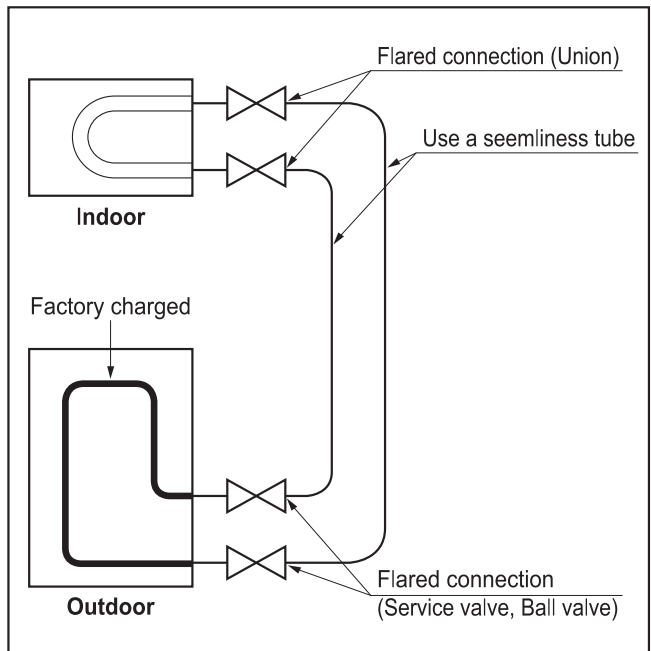 Flared connection (Union)
Use a seemliness tube
Indoor
Factory charged
Outdoor
Flared connection
(Service valve, Ball valve)